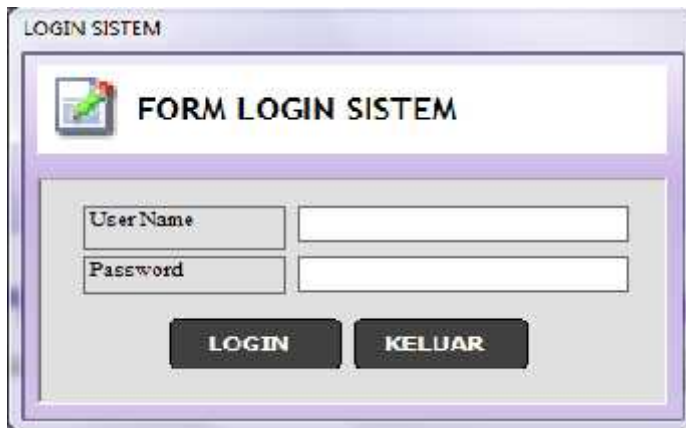 LOGIN SISTEM
FORM LOGIN SISTEM
User Name
Password
LOGIN KELUAR